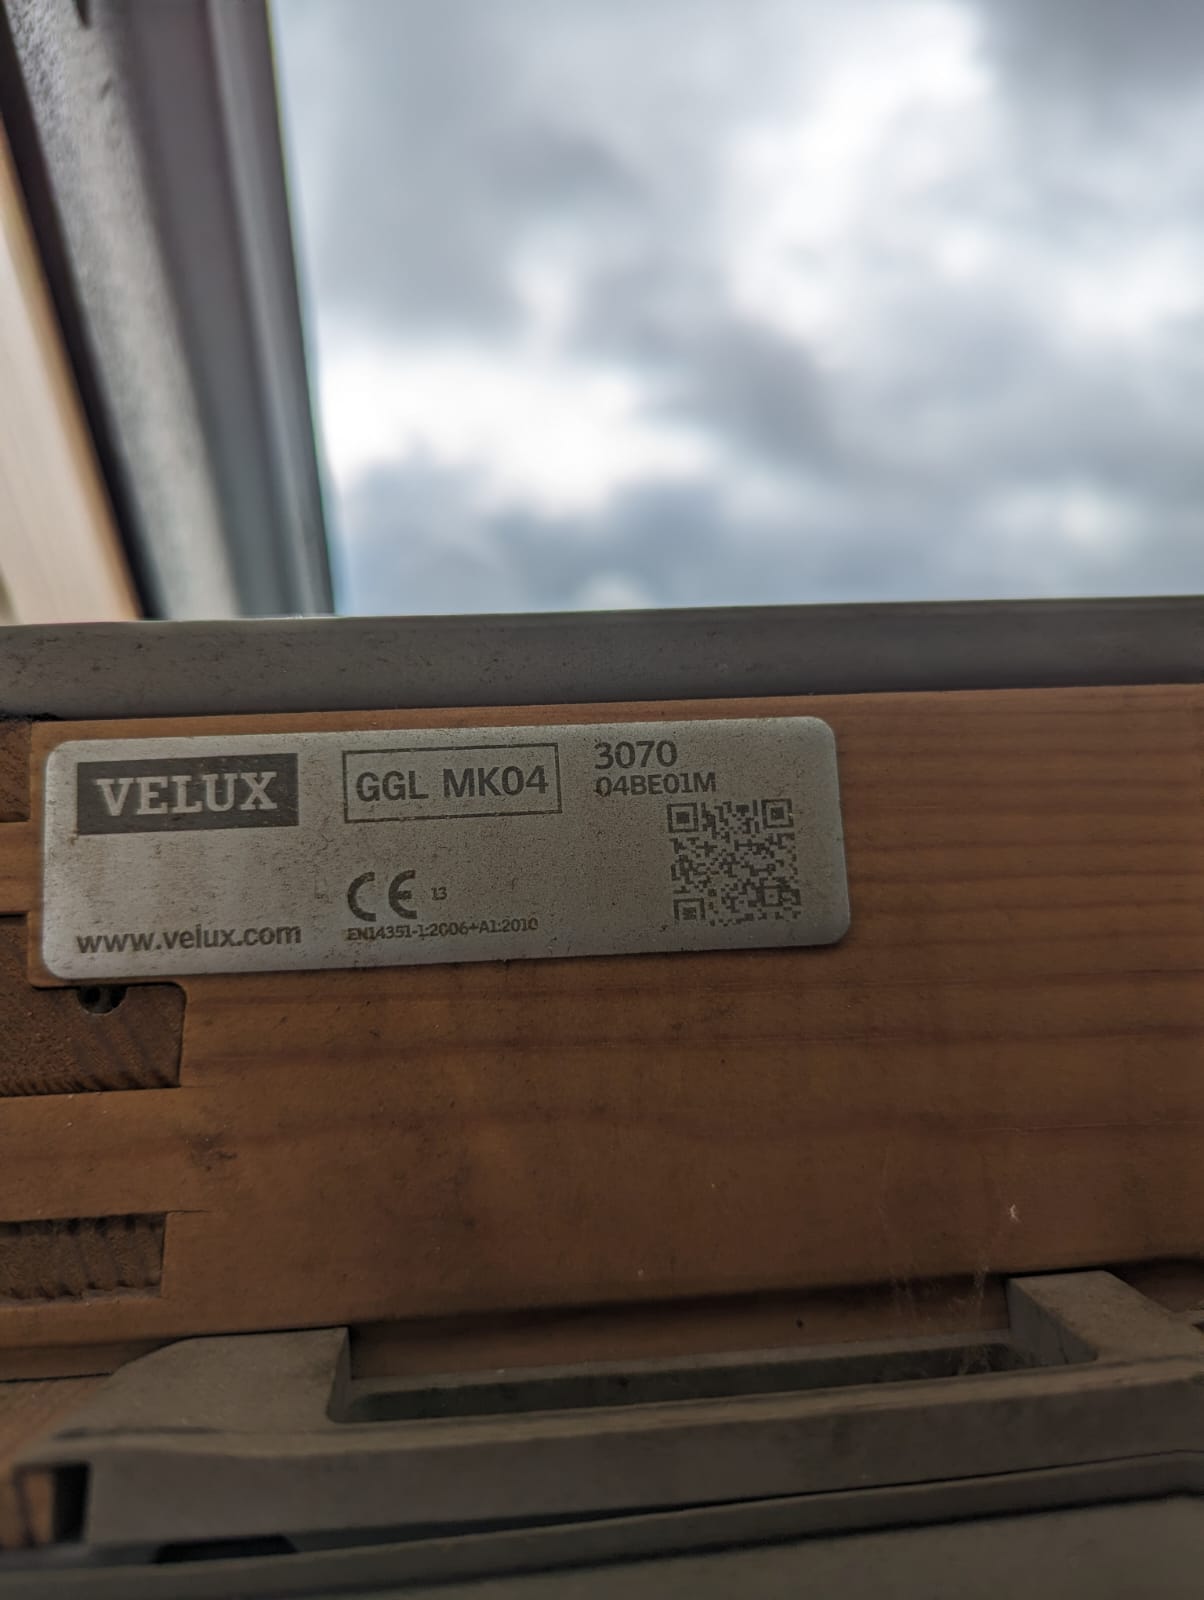 VELUX
GGL MK04
3070
04BE01M
CE 13
www.velux.com
EN14351-1:2006+A1:2010